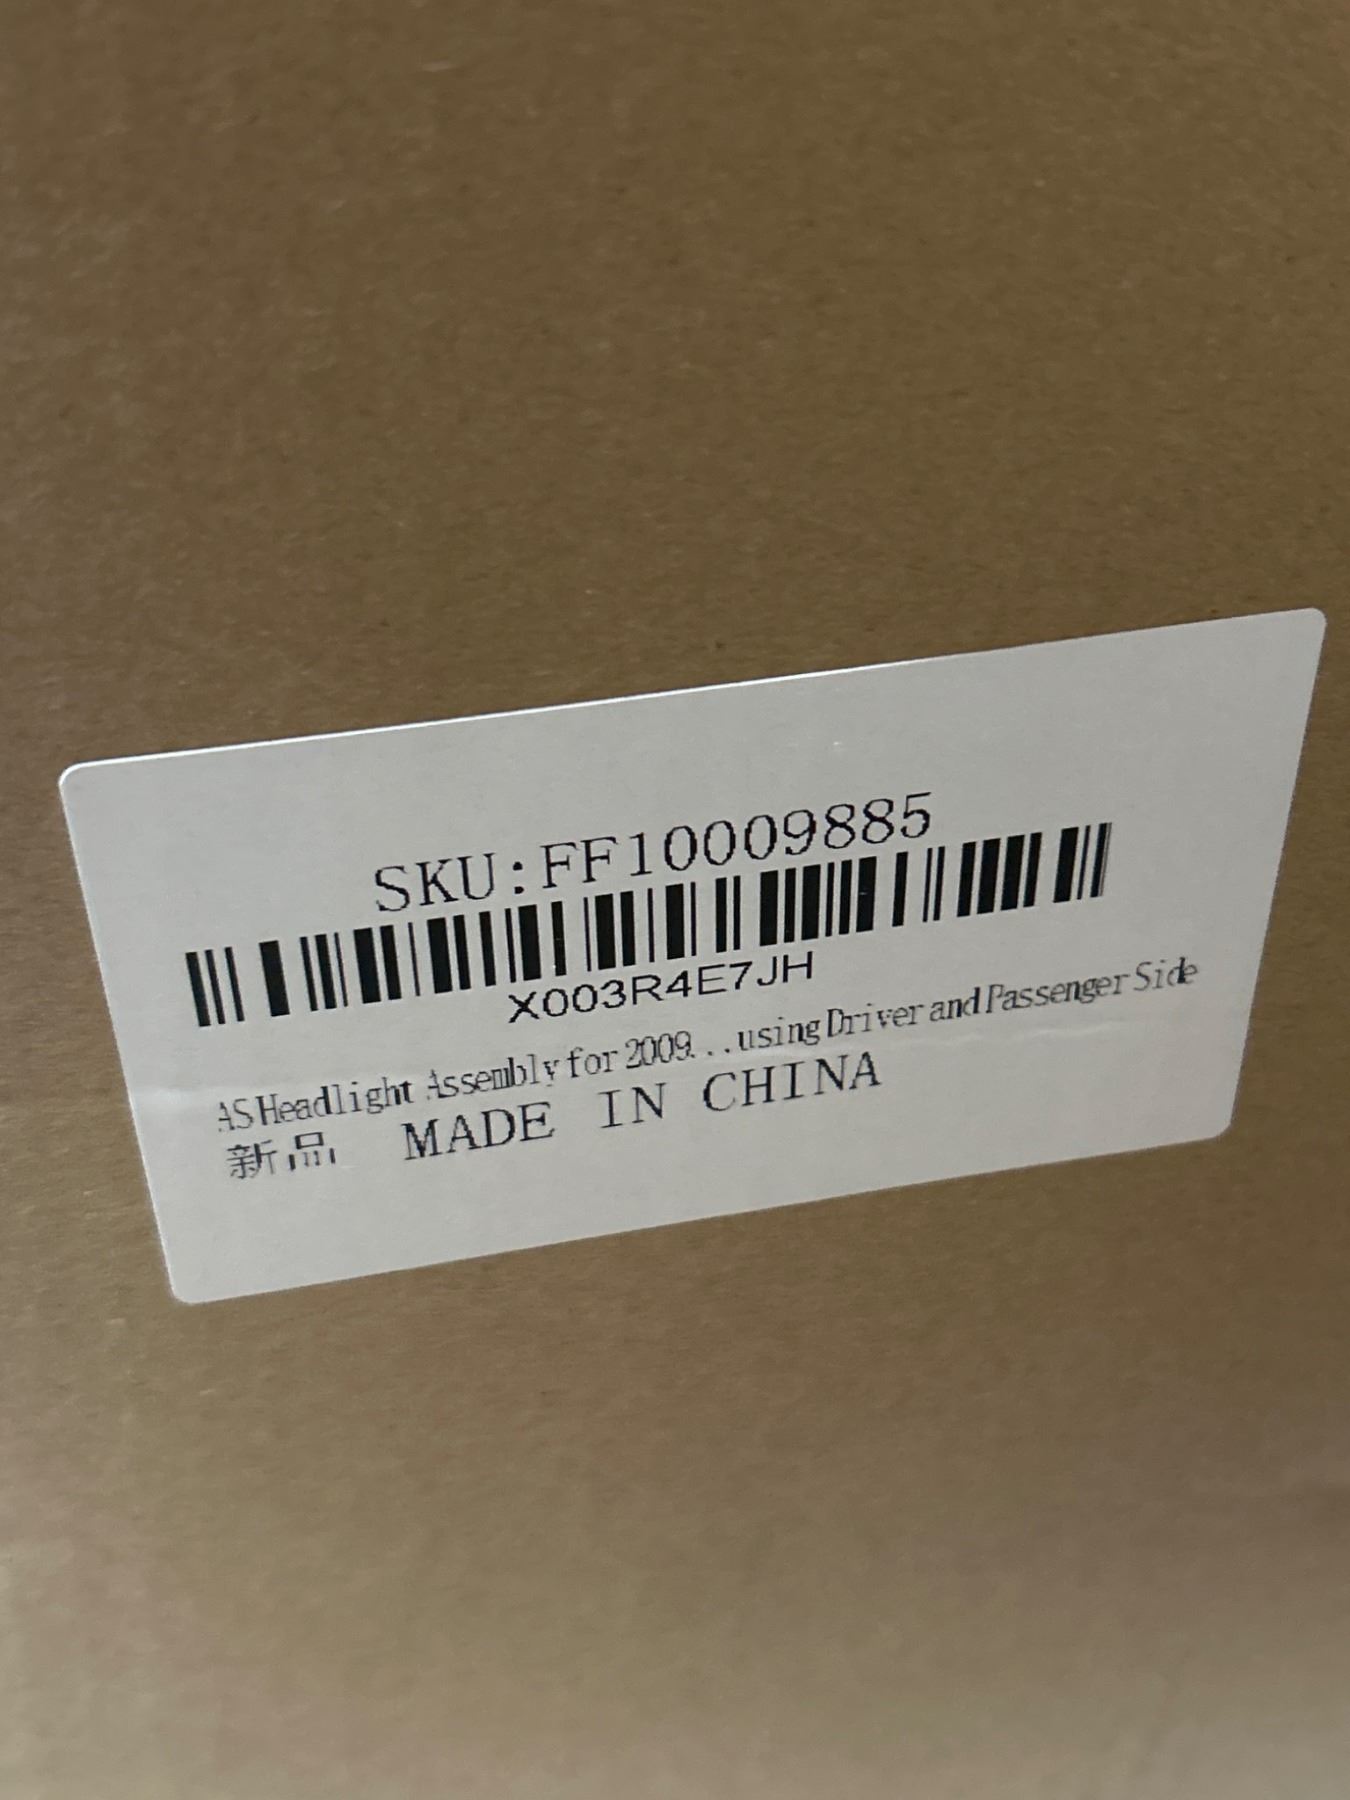 SKU:FF10009885
X003R4E7JH
AS Headlight Assembly for 2009...using Driver and Passenger Side
新品 MADE IN CHINA